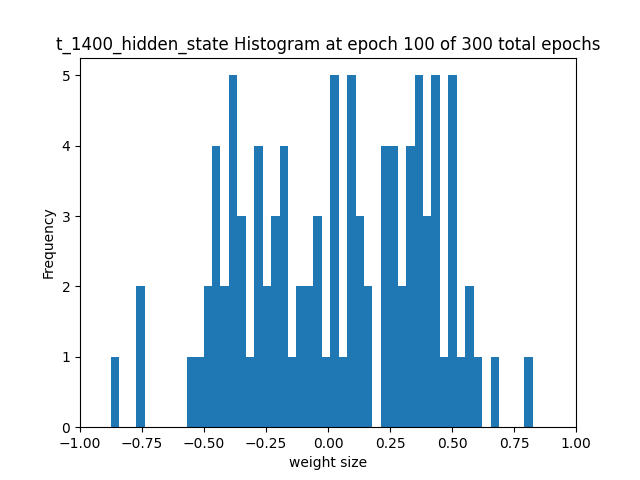 t_1400_hidden_state Histogram at epoch 100 of 300 total epochs
5
4
3
2
1
0
Frequency
−1.00 −0.75 −0.50 −0.25 0.00 0.25 0.50 0.75 1.00
weight size